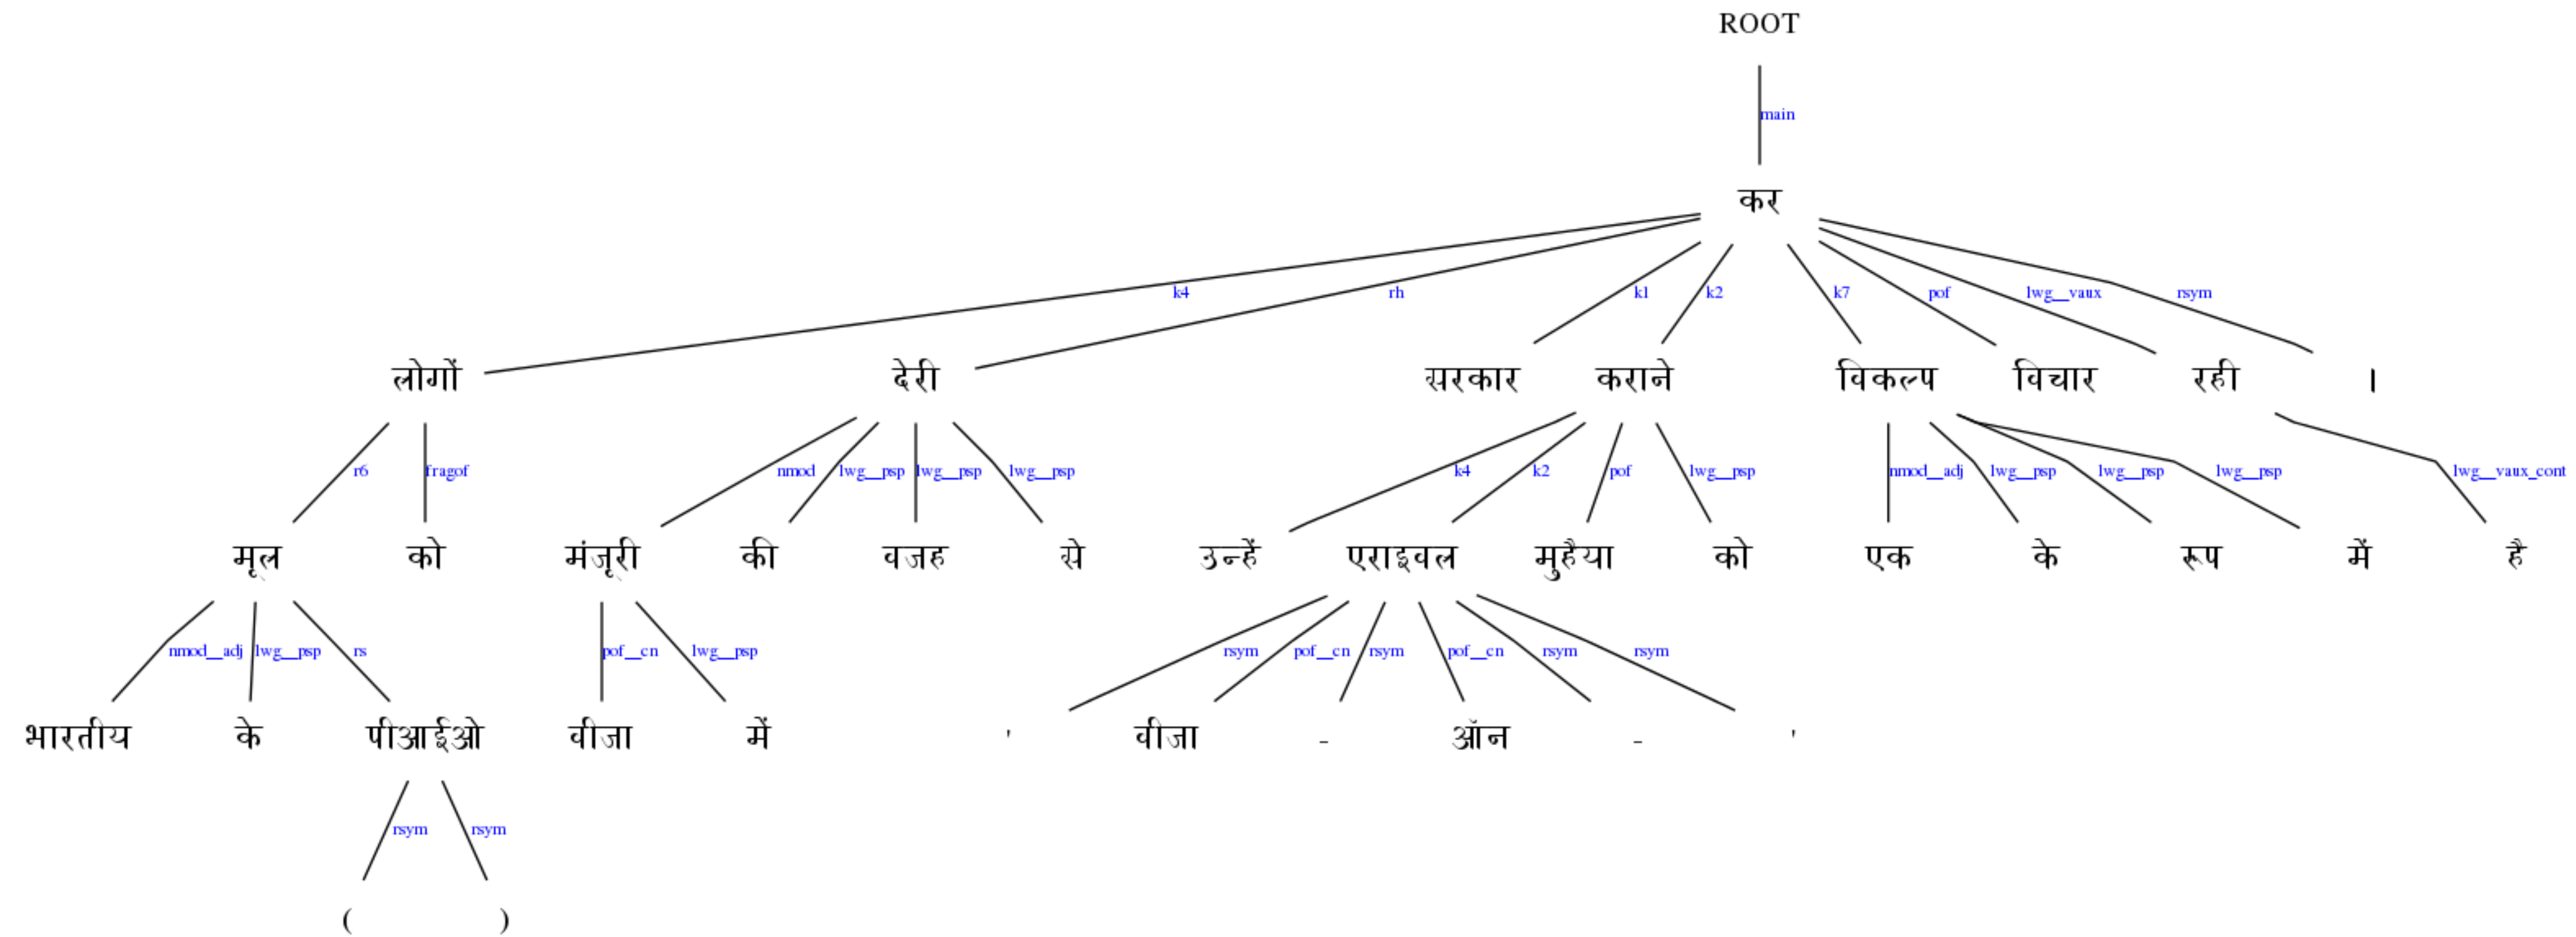 ROOT
main
कर
k4 rh k1 k2 k7 pof lwg__vaux rsym
लोगों देरी सरकार कराने विकल्प विचार रही ।
r6 fragof nmod lwg__psp lwg__psp lwg__psp k4 k2 pof lwg__psp nmod__adj lwg__psp lwg__psp lwg__psp lwg__vaux_cont
मूल को मंजूरी की वजह से उन्हें एराइवल मुहैया को एक के रूप में है
nmod__adj lwg__psp rs pof__cn lwg__psp rsym pof__cn rsym pof__cn rsym rsym
भारतीय के पीआईओ वीजा में ' वीजा - ऑन - '
rsym rsym
( )